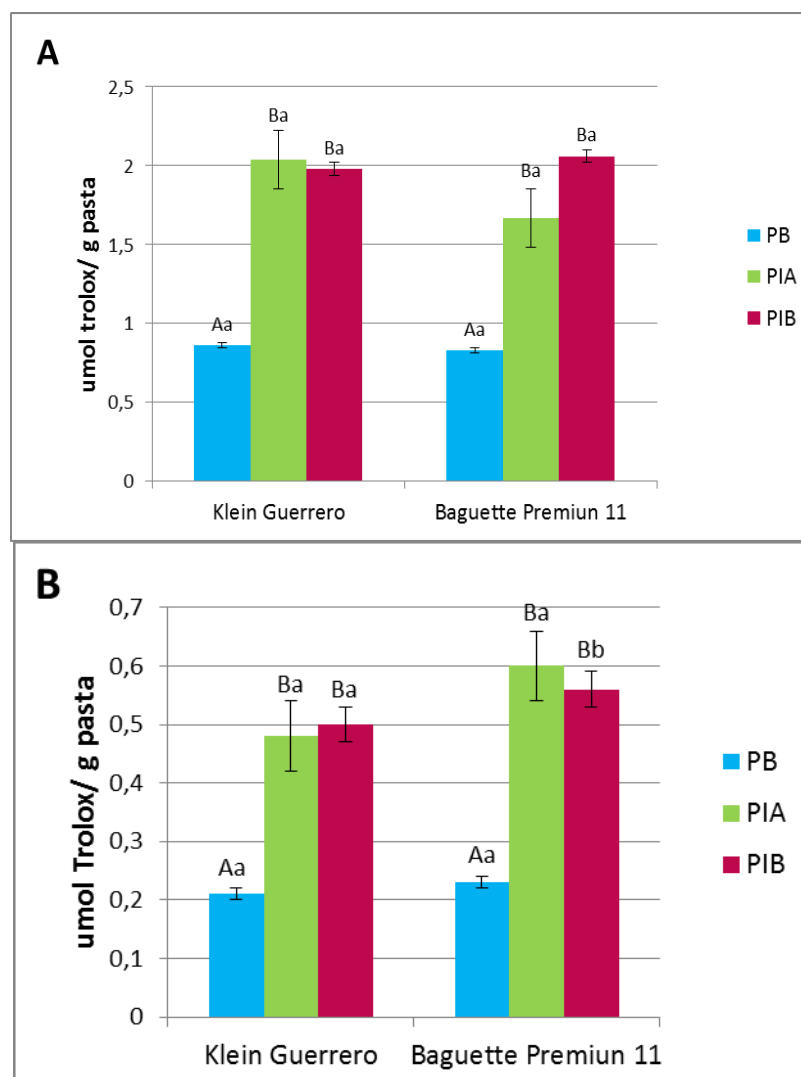 A
umol trolox/ g pasta
2,5
2
1,5
1
0,5
0
Aa
Ba
Ba
Aa
Ba
Ba
Klein Guerrero
Baguette Premiun 11
PB
PIA
PIB
B
umol Trolox/ g pasta
0,7
0,6
0,5
0,4
0,3
0,2
0,1
0
Aa
Ba
Ba
Aa
Ba
Bb
Klein Guerrero
Baguette Premiun 11
PB
PIA
PIB